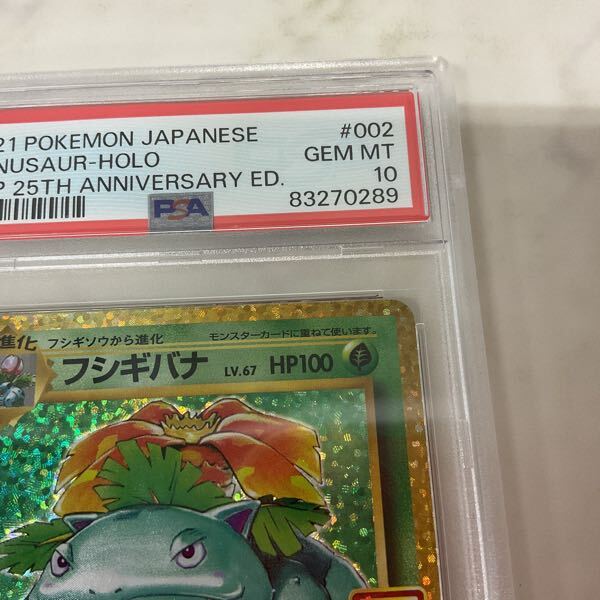 21 POKEMON JAPANESE #002
NUSAUR-HOLO GEM MT
P 25TH ANNIVERSARY ED. 10
PSA 83270289
進化 フシギソウから進化 モンスターカードに重ねて使います。
フシギバナ LV.67 HP100